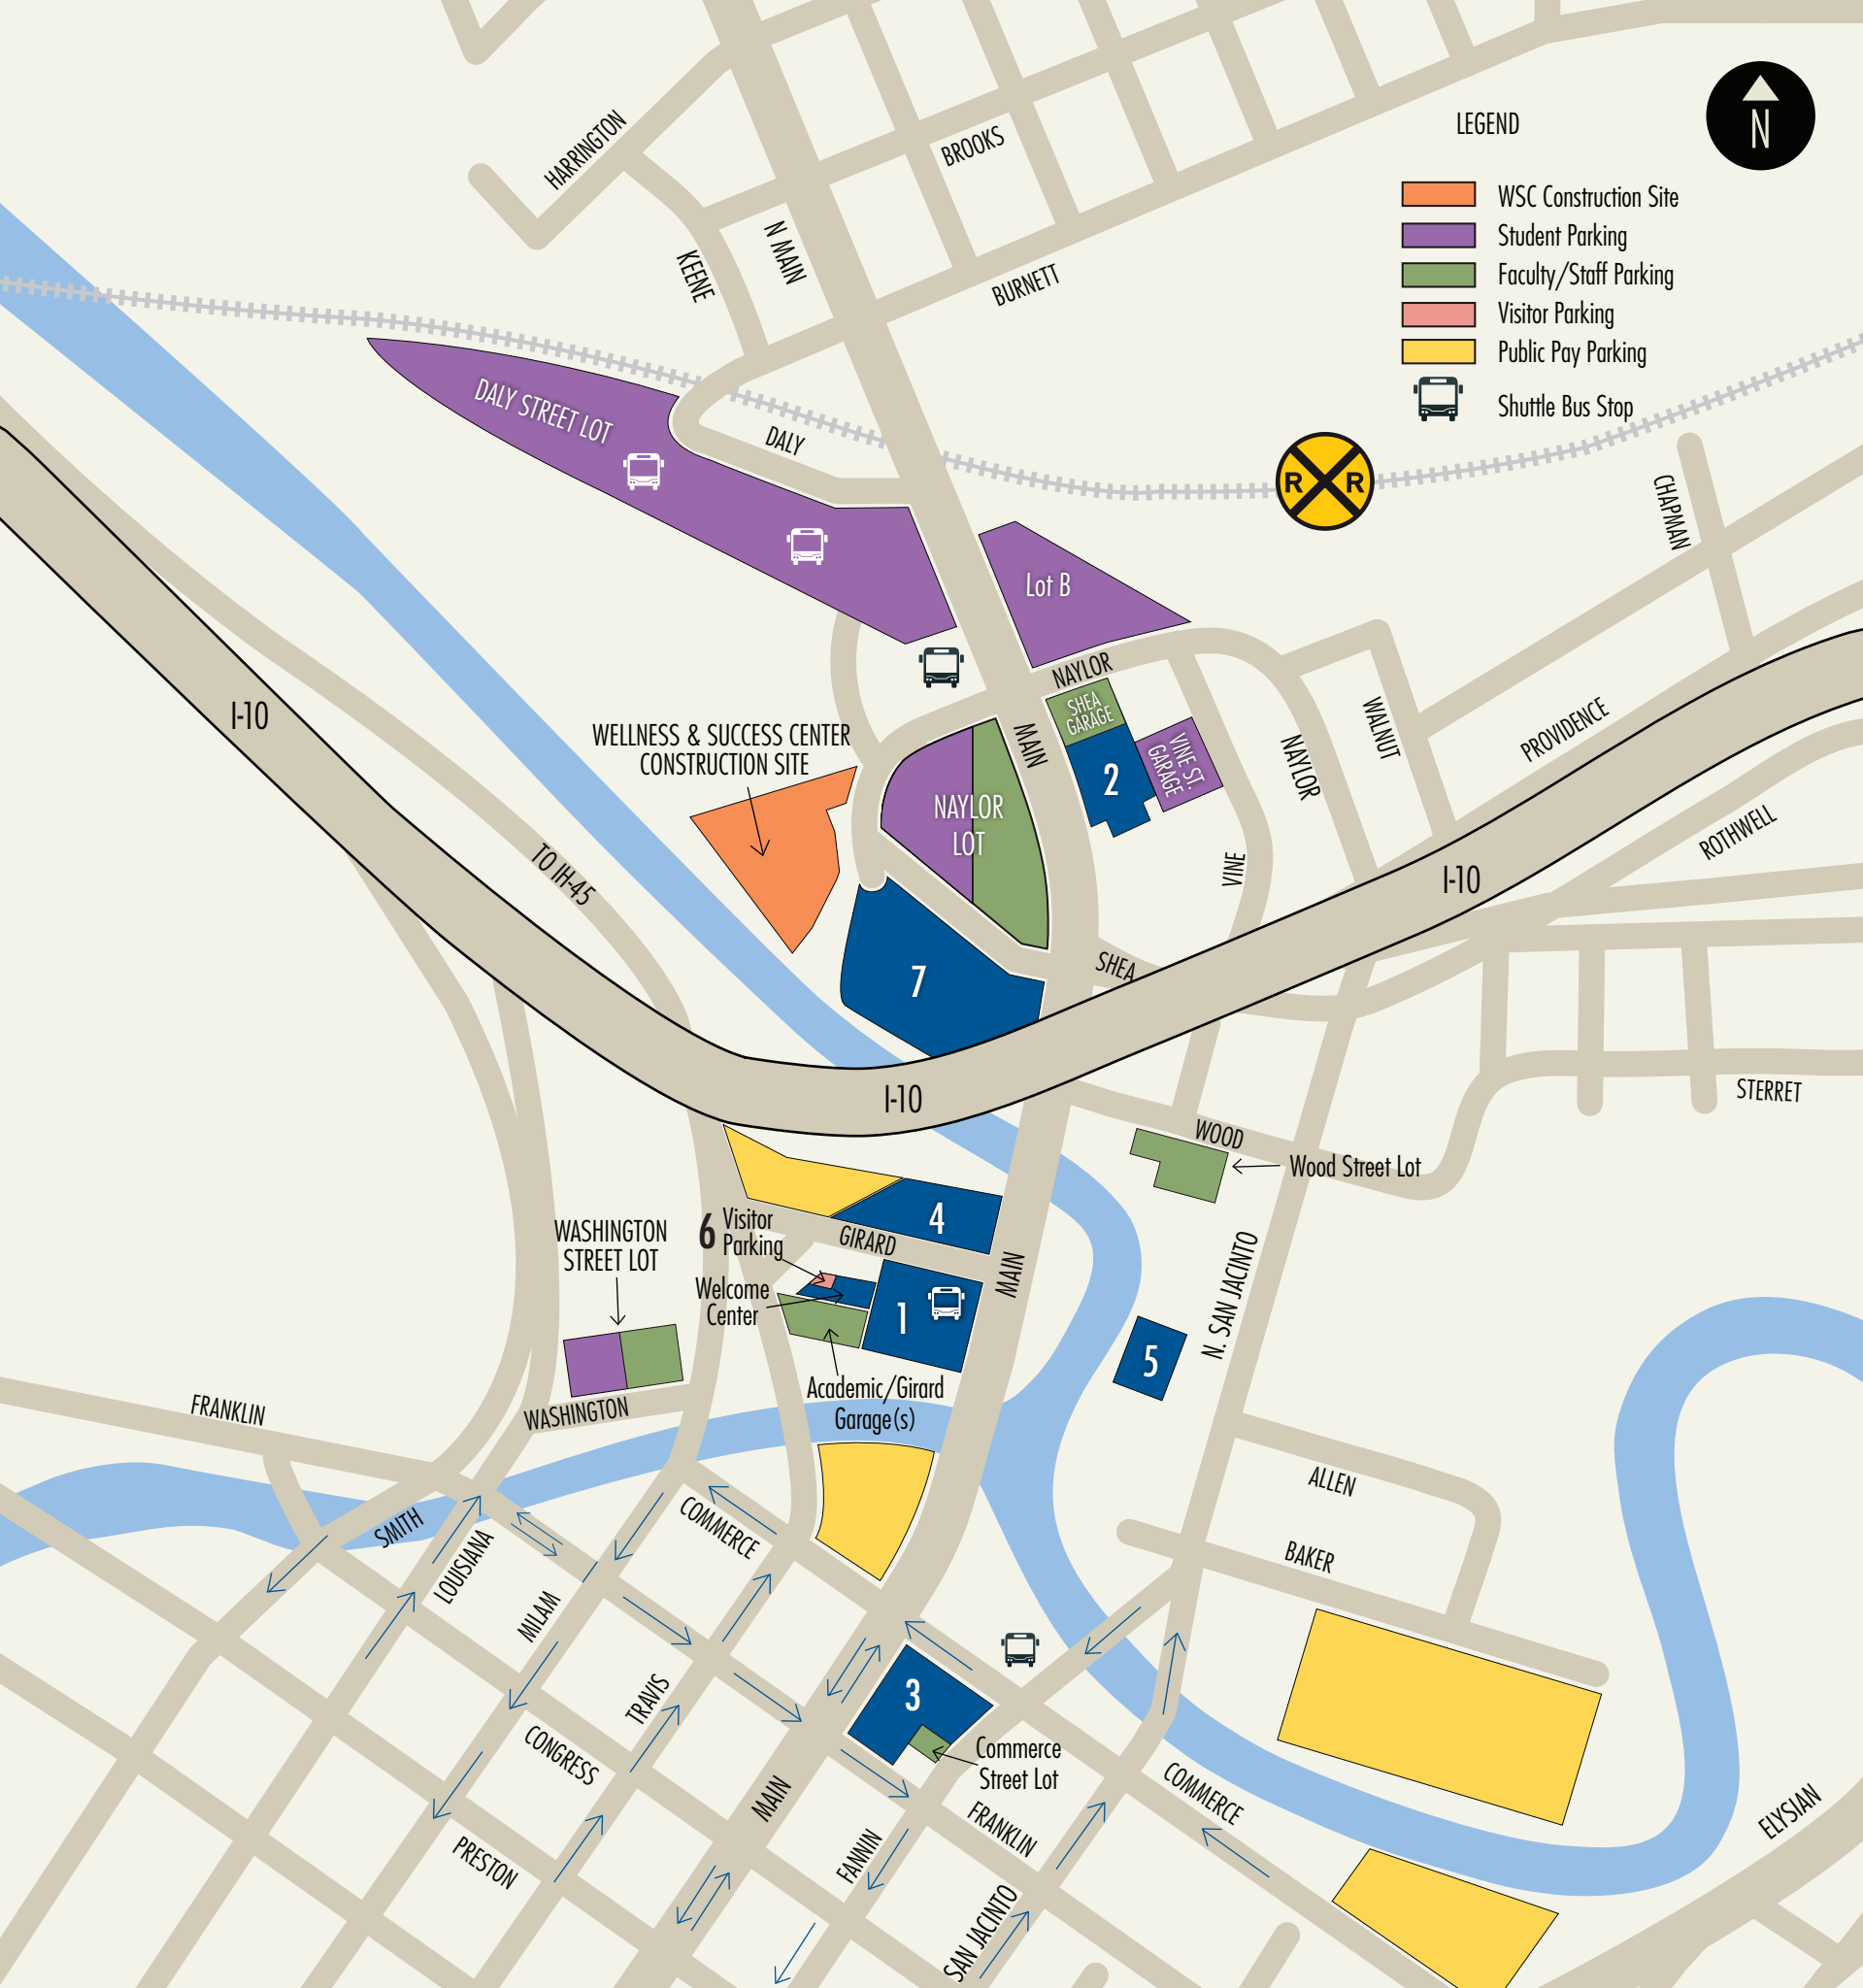 N
LEGEND
WSC Construction Site
Student Parking
Faculty/Staff Parking
Visitor Parking
Public Pay Parking
Shuttle Bus Stop
HARRINGTON
BROOKS
N MAIN
KEENE
BURNETT
DALY STREET LOT
DALY
R R
CHAPMAN
Lot B
NAYLOR
SHEA
GARAGE
VINE ST.
GARAGE
2
MAIN
NAYLOR
WALNUT
PROVIDENCE
ROTHWELL
I-10
WELLNESS & SUCCESS CENTER
CONSTRUCTION SITE
NAYLOR
LOT
TO IH-45
VINE
I-10
SHEA
7
I-10
STERRET
WOOD
Wood Street Lot
4
6
Visitor
Parking
GIRARD
WASHINGTON
STREET LOT
Welcome
Center
1
MAIN
N. SAN JACINTO
5
Academic/Girard
Garage(s)
FRANKLIN
WASHINGTON
ALLEN
SMITH
COMMERCE
LOUISIANA
BAKER
MILAM
TRAVIS
3
Commerce
Street Lot
CONGRESS
MAIN
COMMERCE
FRANKLIN
ELYSIAN
PRESTON
FANNIN
SAN JACINTO